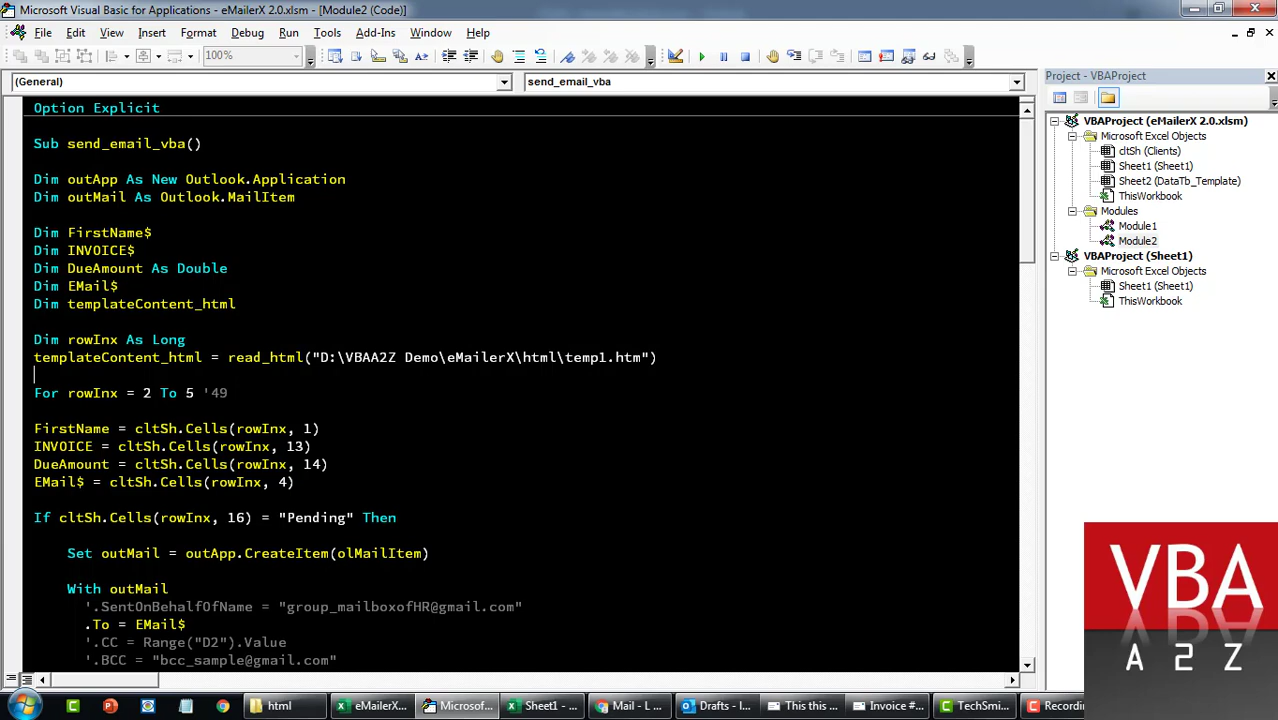 Microsoft Visual Basic for Applications - eMailerX 2.0.xlsm - [Module2 (Code)]
File Edit View Insert Format Debug Run Tools Add-Ins Window Help
100%
(General) send_email_vba
Project - VBAProject
Option Explicit
Sub send_email_vba()
Dim outApp As New Outlook.Application
Dim outMail As Outlook.MailItem
Dim FirstName$
Dim INVOICE$
Dim DueAmount As Double
Dim EMail$
Dim templateContent_html
Dim rowInx As Long
templateContent_html = read_html("D:\VBAA2Z Demo\eMailerX\html\temp1.htm")
For rowInx = 2 To 5 '49
FirstName = cltSh.Cells(rowInx, 1)
INVOICE = cltSh.Cells(rowInx, 13)
DueAmount = cltSh.Cells(rowInx, 14)
EMail$ = cltSh.Cells(rowInx, 4)
If cltSh.Cells(rowInx, 16) = "Pending" Then
Set outMail = outApp.CreateItem(olMailItem)
With outMail
'.SentOnBehalfOfName = "group_mailboxofHR@gmail.com"
.To = EMail$
'.CC = Range("D2").Value
'.BCC = "bcc_sample@gmail.com"
VBAProject (eMailerX 2.0.xlsm)
Microsoft Excel Objects
cltSh (Clients)
Sheet1 (Sheet1)
Sheet2 (DataTb_Template)
ThisWorkbook
Modules
Module1
Module2
VBAProject (Sheet1)
Microsoft Excel Objects
Sheet1 (Sheet1)
ThisWorkbook
VBA
A 2 Z
html eMailerX... Microsof... Sheet1 - ... Mail - L ... Drafts - l... This this ... Invoice #... TechSmi... Recordin